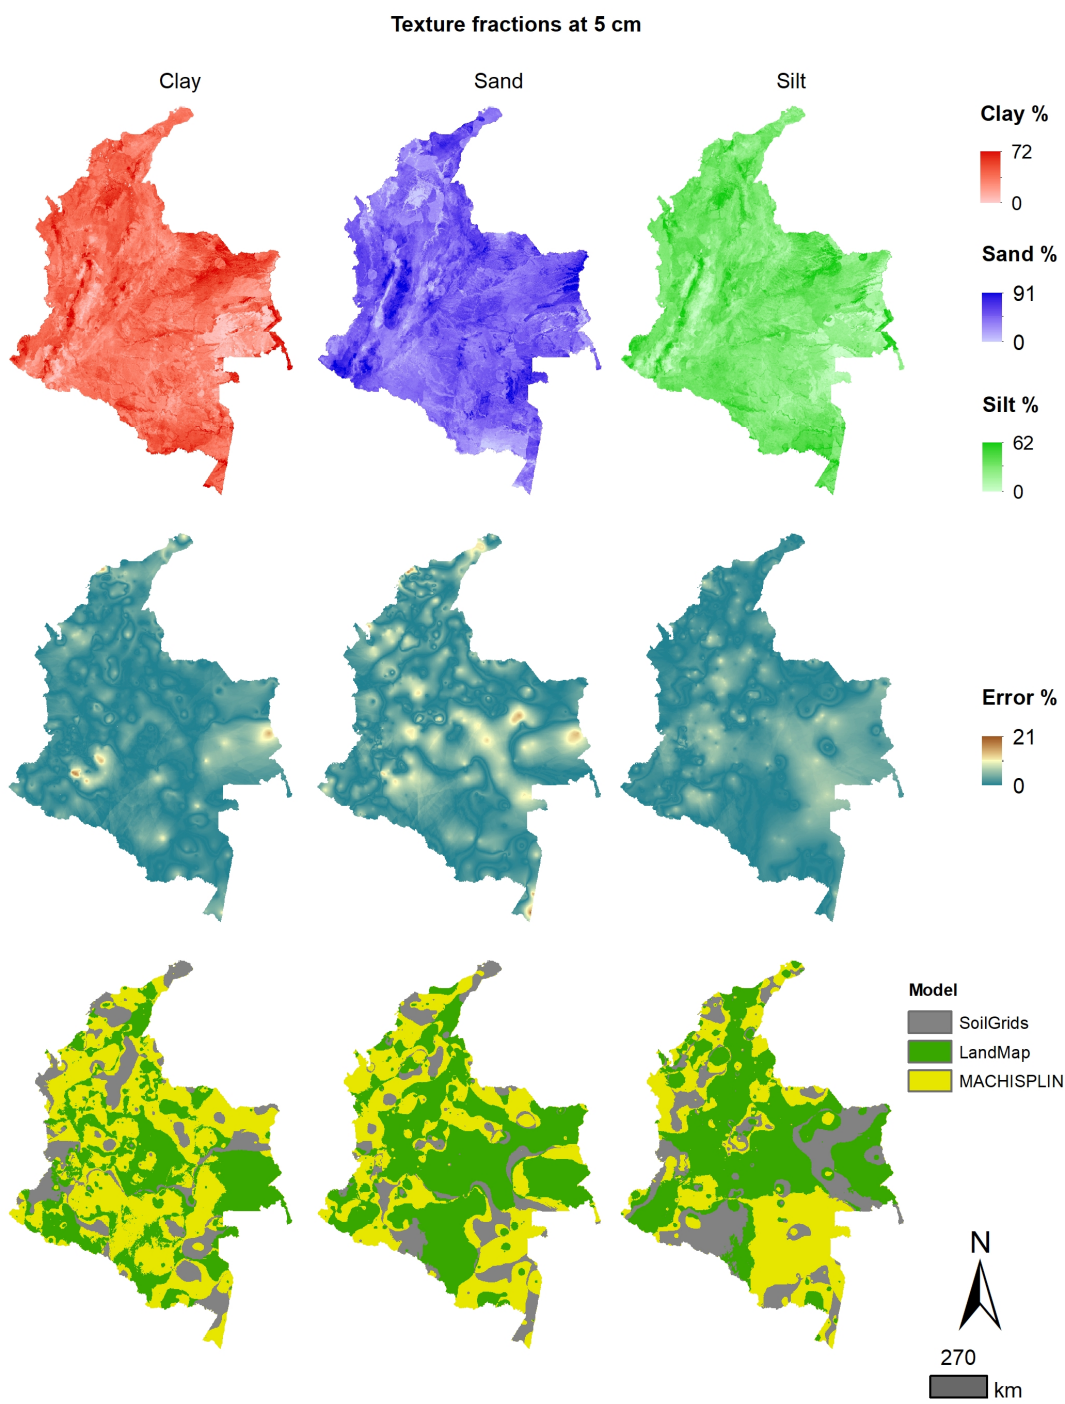 Texture fractions at 5 cm
Clay
Sand
Silt
Clay %
72
0
Sand %
91
0
Silt %
62
0
Error %
21
0
Model
SoilGrids
LandMap
MACHISPLIN
N
270
km